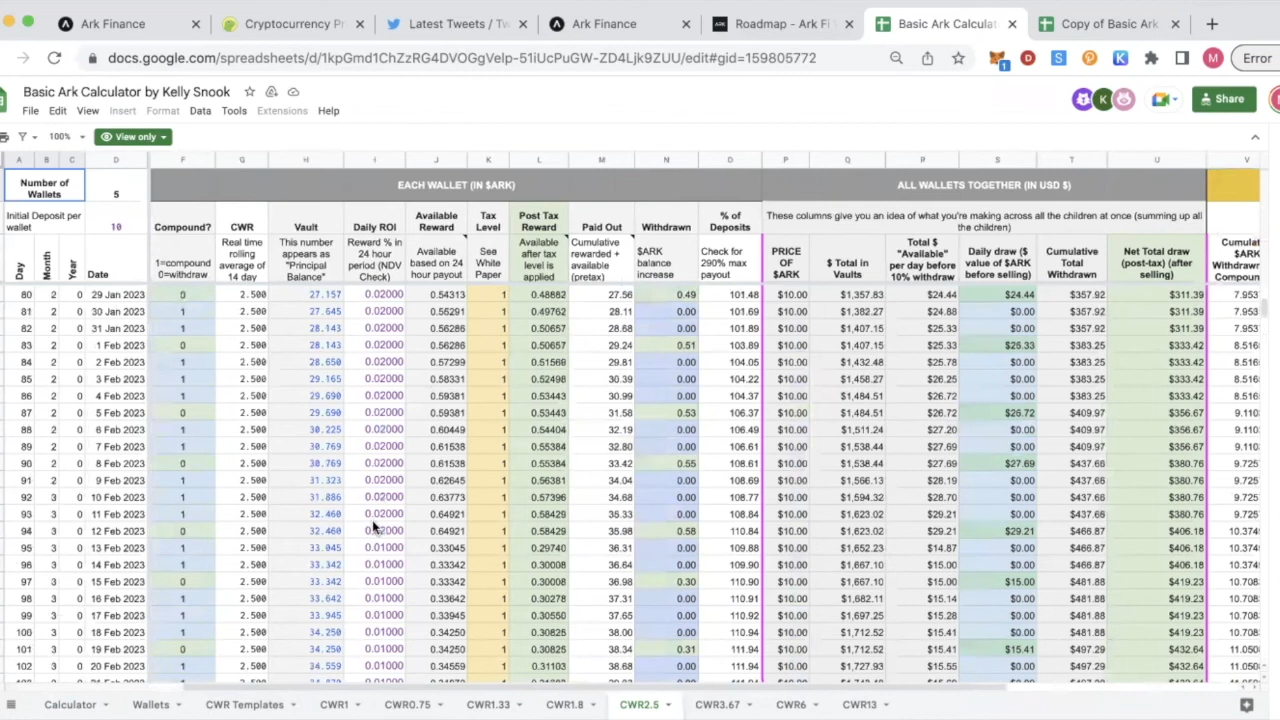 Ark Finance
Cryptocurrency Pr
Latest Tweets / Tw
Ark Finance
Roadmap - Ark Fi
Basic Ark Calculat
Copy of Basic Ark
docs.google.com/spreadsheets/d/1kpGmd1ChZzRG4DVOGgVelp-51iUcPuGW-ZD4Ljk9ZUU/edit#gid=159805772
Error
Basic Ark Calculator by Kelly Snook
File Edit View Insert Format Data Tools Extensions Help
Share
100% View only
A B C D F G H I J K L M N O P Q R S T U V
Number of Wallets 5 EACH WALLET (IN $ARK) ALL WALLETS TOGETHER (IN USD $)
Initial Deposit per wallet 10 Compound? CWR Vault Daily ROI Available Reward Tax Level Post Tax Reward Paid Out Withdrawn % of Deposits These columns give you an idea of what you're making across all the children at once (summing up all the children)
Day Month Year Date 1=compound 0=withdraw Real time rolling average of 14 day This number appears as "Principal Balance" Reward % in 24 hour period (NDV Check) Available based on 24 hour payout See White Paper Available after tax level is applied Cumulative rewarded + available (pretax) $ARK balance increase Check for 290% max payout PRICE OF $ARK $ Total in Vaults Total $ "Available" per day before 10% withdraw Daily draw ($ value of $ARK before selling) Cumulative Total Withdrawn Net Total draw (post-tax) (after selling) Cumulat $ARK Withdraw Compoun
80 2 0 29 Jan 2023 0 2.500 27.157 0.02000 0.54313 1 0.48882 27.56 0.49 101.48 $10.00 $1,357.83 $24.44 $24.44 $357.92 $311.39 7.953
81 2 0 30 Jan 2023 1 2.500 27.645 0.02000 0.55291 1 0.49762 28.11 0.00 101.69 $10.00 $1,382.27 $24.88 $0.00 $357.92 $311.39 7.953
82 2 0 31 Jan 2023 1 2.500 28.143 0.02000 0.56286 1 0.50657 28.68 0.00 101.89 $10.00 $1,407.15 $25.33 $0.00 $357.92 $311.39 7.953
83 2 0 1 Feb 2023 0 2.500 28.143 0.02000 0.56286 1 0.50657 29.24 0.51 103.89 $10.00 $1,407.15 $25.33 $25.33 $383.25 $333.42 8.516
84 2 0 2 Feb 2023 1 2.500 28.650 0.02000 0.57299 1 0.51569 29.81 0.00 104.05 $10.00 $1,432.48 $25.78 $0.00 $383.25 $333.42 8.516
85 2 0 3 Feb 2023 1 2.500 29.165 0.02000 0.58331 1 0.52498 30.39 0.00 104.22 $10.00 $1,458.27 $26.25 $0.00 $383.25 $333.42 8.516
86 2 0 4 Feb 2023 1 2.500 29.690 0.02000 0.59381 1 0.53443 30.99 0.00 104.37 $10.00 $1,484.51 $26.72 $0.00 $383.25 $333.42 8.516
87 2 0 5 Feb 2023 0 2.500 29.690 0.02000 0.59381 1 0.53443 31.58 0.53 106.37 $10.00 $1,484.51 $26.72 $26.72 $409.97 $356.67 9.110
88 2 0 6 Feb 2023 1 2.500 30.225 0.02000 0.60449 1 0.54404 32.19 0.00 106.49 $10.00 $1,511.24 $27.20 $0.00 $409.97 $356.67 9.110
89 2 0 7 Feb 2023 1 2.500 30.769 0.02000 0.61538 1 0.55384 32.80 0.00 106.61 $10.00 $1,538.44 $27.69 $0.00 $409.97 $356.67 9.110
90 2 0 8 Feb 2023 0 2.500 30.769 0.02000 0.61538 1 0.55384 33.42 0.55 108.61 $10.00 $1,538.44 $27.69 $27.69 $437.66 $380.76 9.725
91 2 0 9 Feb 2023 1 2.500 31.323 0.02000 0.62645 1 0.56381 34.04 0.00 108.69 $10.00 $1,566.13 $28.19 $0.00 $437.66 $380.76 9.725
92 3 0 10 Feb 2023 1 2.500 31.886 0.02000 0.63773 1 0.57396 34.68 0.00 108.77 $10.00 $1,594.32 $28.70 $0.00 $437.66 $380.76 9.725
93 3 0 11 Feb 2023 1 2.500 32.460 0.02000 0.64921 1 0.58429 35.33 0.00 108.84 $10.00 $1,623.02 $29.21 $0.00 $437.66 $380.76 9.725
94 3 0 12 Feb 2023 0 2.500 32.460 0.64921 1 0.58429 35.98 0.58 110.84 $10.00 $1,623.02 $29.21 $29.21 $466.87 $406.18 10.374
95 3 0 13 Feb 2023 1 2.500 33.045 0.01000 0.33045 1 0.29740 36.31 0.00 109.88 $10.00 $1,652.23 $14.87 $0.00 $466.87 $406.18 10.374
96 3 0 14 Feb 2023 1 2.500 33.342 0.01000 0.33342 1 0.30008 36.64 0.00 109.90 $10.00 $1,667.10 $15.00 $0.00 $466.87 $406.18 10.374
97 3 0 15 Feb 2023 0 2.500 33.342 0.01000 0.33342 1 0.30008 36.98 0.30 110.90 $10.00 $1,667.10 $15.00 $15.00 $481.88 $419.23 10.708
98 3 0 16 Feb 2023 1 2.500 33.642 0.01000 0.33642 1 0.30278 37.31 0.00 110.91 $10.00 $1,682.11 $15.14 $0.00 $481.88 $419.23 10.708
99 3 0 17 Feb 2023 1 2.500 33.945 0.01000 0.33945 1 0.30550 37.65 0.00 110.92 $10.00 $1,697.25 $15.28 $0.00 $481.88 $419.23 10.708
100 3 0 18 Feb 2023 1 2.500 34.250 0.01000 0.34250 1 0.30825 38.00 0.00 110.94 $10.00 $1,712.52 $15.41 $0.00 $481.88 $419.23 10.708
101 3 0 19 Feb 2023 0 2.500 34.250 0.01000 0.34250 1 0.30825 38.34 0.31 111.94 $10.00 $1,712.52 $15.41 $15.41 $497.29 $432.64 11.050
102 3 0 20 Feb 2023 1 2.500 34.559 0.01000 0.34559 1 0.31103 38.68 0.00 111.94 $10.00 $1,727.93 $15.55 $0.00 $497.29 $432.64 11.050
Calculator Wallets CWR Templates CWR1 CWR0.75 CWR1.33 CWR1.8 CWR2.5 CWR3.67 CWR6 CWR13